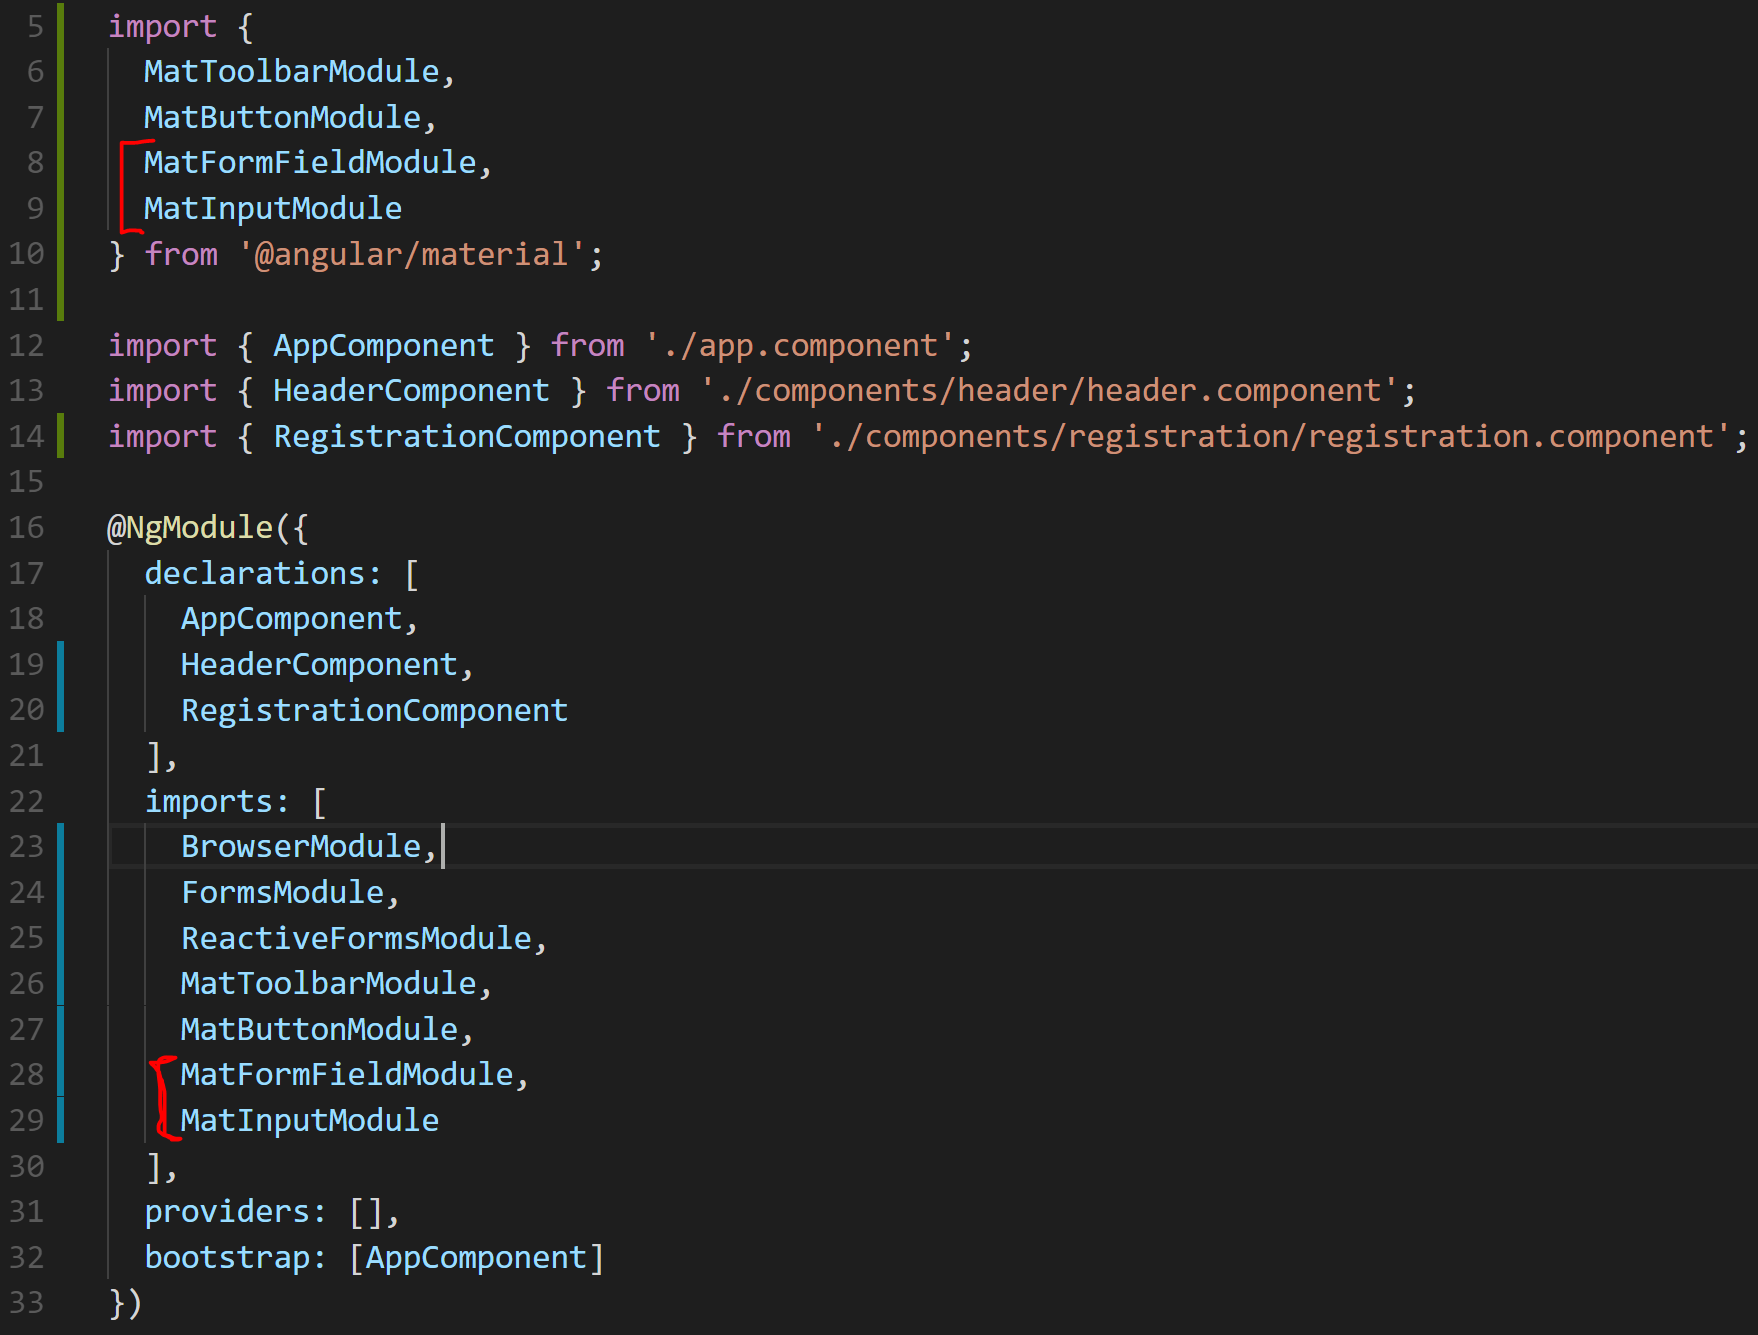 5 import {
6 MatToolbarModule,
7 MatButtonModule,
8 MatFormFieldModule,
9 MatInputModule
10 } from '@angular/material';
11
12 import { AppComponent } from './app.component';
13 import { HeaderComponent } from './components/header/header.component';
14 import { RegistrationComponent } from './components/registration/registration.component';
15
16 @NgModule({
17 declarations: [
18 AppComponent,
19 HeaderComponent,
20 RegistrationComponent
21 ],
22 imports: [
23 BrowserModule,
24 FormsModule,
25 ReactiveFormsModule,
26 MatToolbarModule,
27 MatButtonModule,
28 MatFormFieldModule,
29 MatInputModule
30 ],
31 providers: [],
32 bootstrap: [AppComponent]
33 })